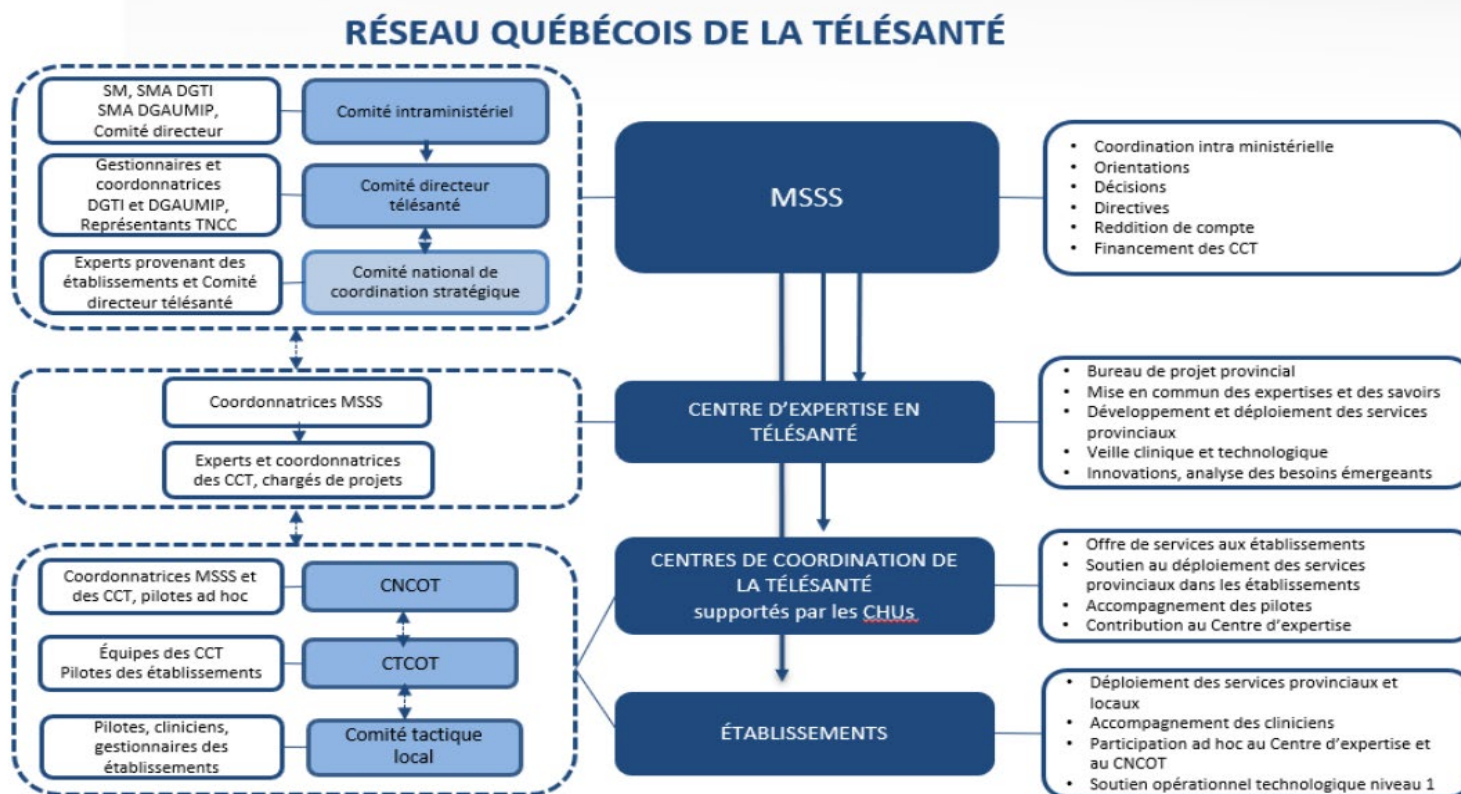 RÉSEAU QUÉBÉCOIS DE LA TÉLÉSANTÉ
SM, SMA DGTI
SMA DGAUMIP,
Comité directeur
Comité intraministériel
Gestionnaires et
coordonnatrices
DGTI et DGAUMIP,
Représentants TNCC
Comité directeur
télésanté
Experts provenant des
établissements et Comité
directeur télésanté
Comité national de
coordination stratégique
MSSS
• Coordination intra ministérielle
• Orientations
• Décisions
• Directives
• Reddition de compte
• Financement des CCT
Coordonnatrices MSSS
Experts et coordonnatrices
des CCT, chargés de projets
CENTRE D'EXPERTISE EN
TÉLÉSANTÉ
• Bureau de projet provincial
• Mise en commun des expertises et des savoirs
• Développement et déploiement des services
provinciaux
• Veille clinique et technologique
• Innovations, analyse des besoins émergeants
Coordonnatrices MSSS et
des CCT, pilotes ad hoc
CNCOT
Équipes des CCT
Pilotes des établissements
CTCOT
Pilotes, cliniciens,
gestionnaires des
établissements
Comité tactique
local
CENTRES DE COORDINATION DE
LA TÉLÉSANTÉ
supportés par les CHUs
• Offre de services aux établissements
• Soutien au déploiement des services
provinciaux dans les établissements
• Accompagnement des pilotes
• Contribution au Centre d'expertise
ÉTABLISSEMENTS
• Déploiement des services provinciaux et
locaux
• Accompagnement des cliniciens
• Participation ad hoc au Centre d'expertise et
au CNCOT
• Soutien opérationnel technologique niveau 1